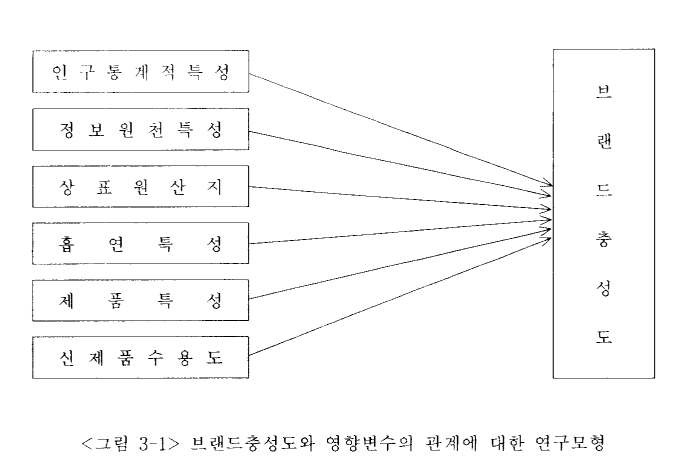 인구통계적특성
정보원천특성
상표원산지
흡연특성
제품특성
신제품수용도
브랜드충성도
<그림 3-1> 브랜드충성도와 영향변수의 관계에 대한 연구모형